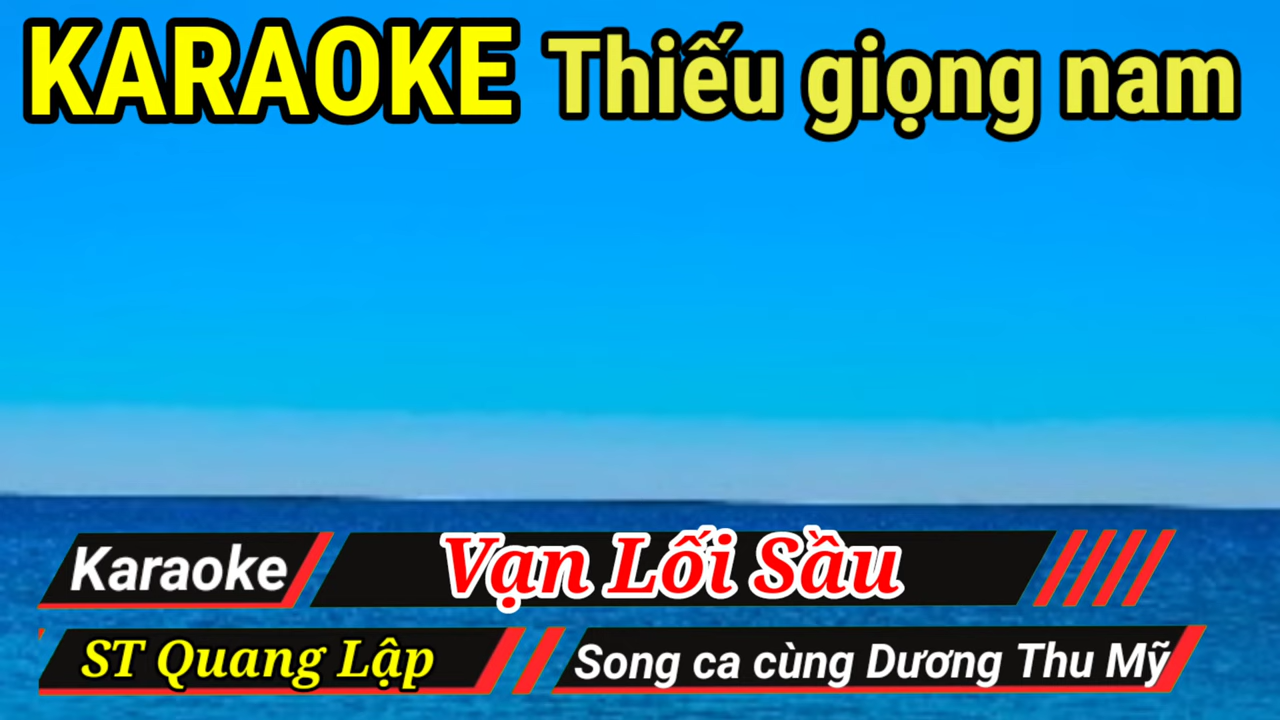 KARAOKE Thiếu giọng nam
Karaoke Vạn Lối Sầu
ST Quang Lập Song ca cùng Dương Thu Mỹ